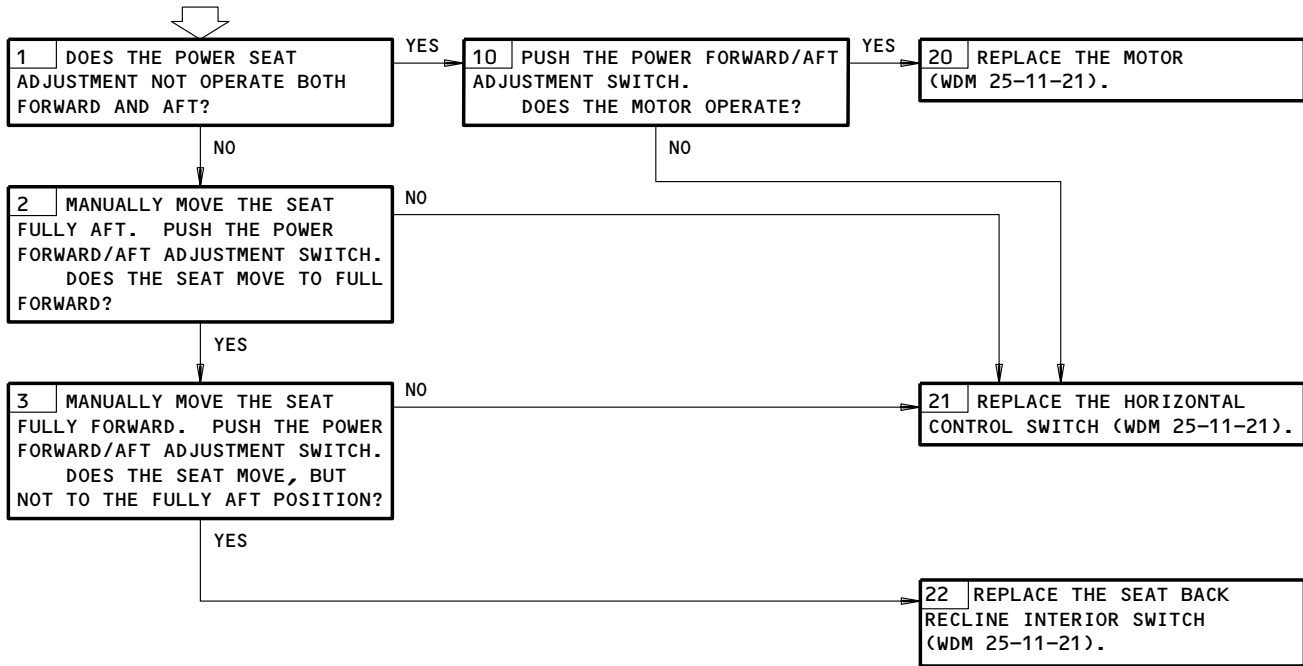 1 DOES THE POWER SEAT
ADJUSTMENT NOT OPERATE BOTH
FORWARD AND AFT?
YES
10 PUSH THE POWER FORWARD/AFT
ADJUSTMENT SWITCH.
DOES THE MOTOR OPERATE?
YES
20 REPLACE THE MOTOR
(WDM 25-11-21).
NO
NO
2 MANUALLY MOVE THE SEAT
FULLY AFT. PUSH THE POWER
FORWARD/AFT ADJUSTMENT SWITCH.
DOES THE SEAT MOVE TO FULL
FORWARD?
NO
YES
3 MANUALLY MOVE THE SEAT
FULLY FORWARD. PUSH THE POWER
FORWARD/AFT ADJUSTMENT SWITCH.
DOES THE SEAT MOVE, BUT
NOT TO THE FULLY AFT POSITION?
NO
21 REPLACE THE HORIZONTAL
CONTROL SWITCH (WDM 25-11-21).
YES
22 REPLACE THE SEAT BACK
RECLINE INTERIOR SWITCH
(WDM 25-11-21).